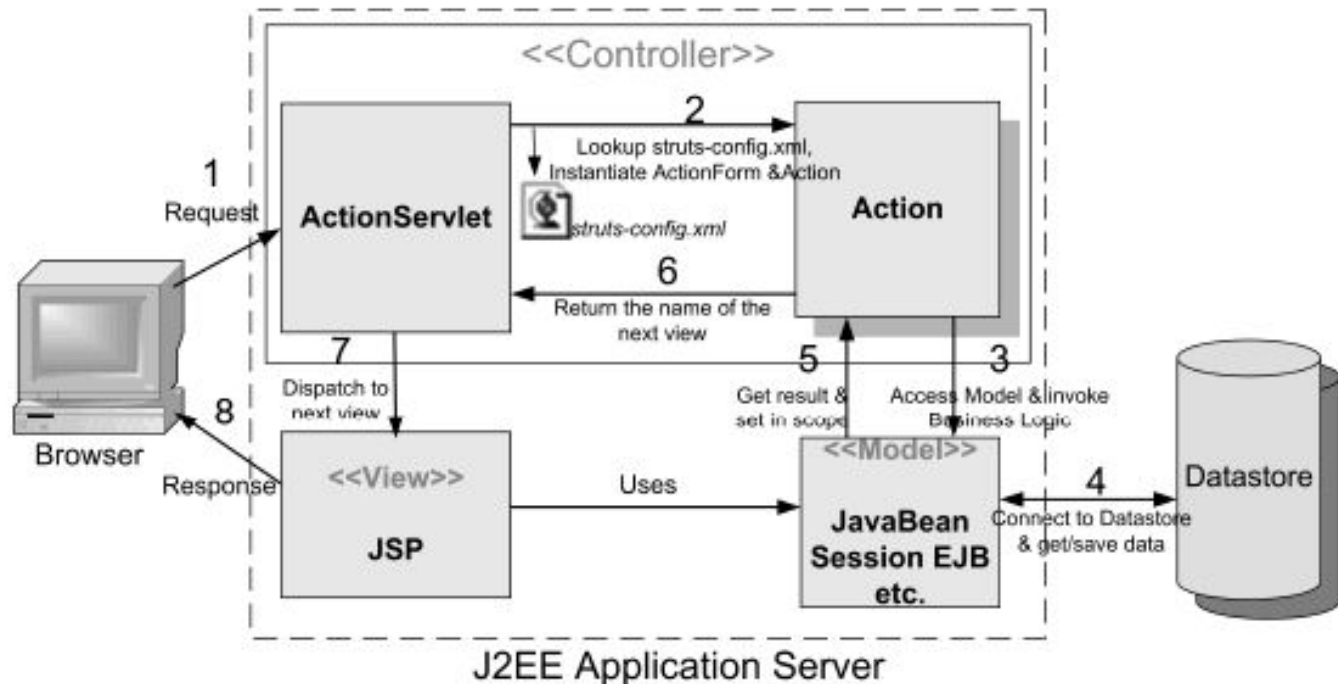 <<Controller>>
2
Lookup struts-config.xml,
Instantiate ActionForm &Action
1
Request
ActionServlet
struts-config.xml
Action
6
Return the name of the
next view
7
Dispatch to
next view
5
Get result &
set in scope
3
Access Model & invoke
Business Logic
8
Response
Browser
<<View>>
JSP
Uses
<<Model>>
JavaBean
Session EJB
etc.
4
Connect to Datastore
& get/save data
Datastore
J2EE Application Server